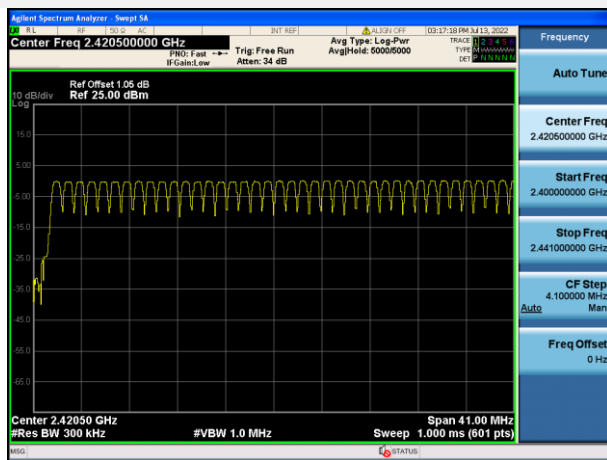 Agilent Spectrum Analyzer - Swept SA
RL RF 50 Ω AC INT REF ALIGN OFF 03:17:18 PM Jul 13, 2022
Center Freq 2.420500000 GHz
PNO: Fast
IFGain:Low
Trig: Free Run
Atten: 34 dB
Avg Type: Log-Pwr
Avg|Hold: 5000/5000
TRACE 1 2 3 4 5 6
TYPE M
DET P N N N N N
Frequency
Auto Tune
Center Freq
2.420500000 GHz
Start Freq
2.400000000 GHz
Stop Freq
2.441000000 GHz
CF Step
4.100000 MHz
Auto Man
Freq Offset
0 Hz
Ref Offset 1.05 dB
10 dB/div Ref 25.00 dBm
Log
15.0
5.00
-5.00
-15.0
-25.0
-35.0
-45.0
-55.0
-65.0
Center 2.42050 GHz Span 41.00 MHz
#Res BW 300 kHz #VBW 1.0 MHz Sweep 1.000 ms (601 pts)
MSG STATUS